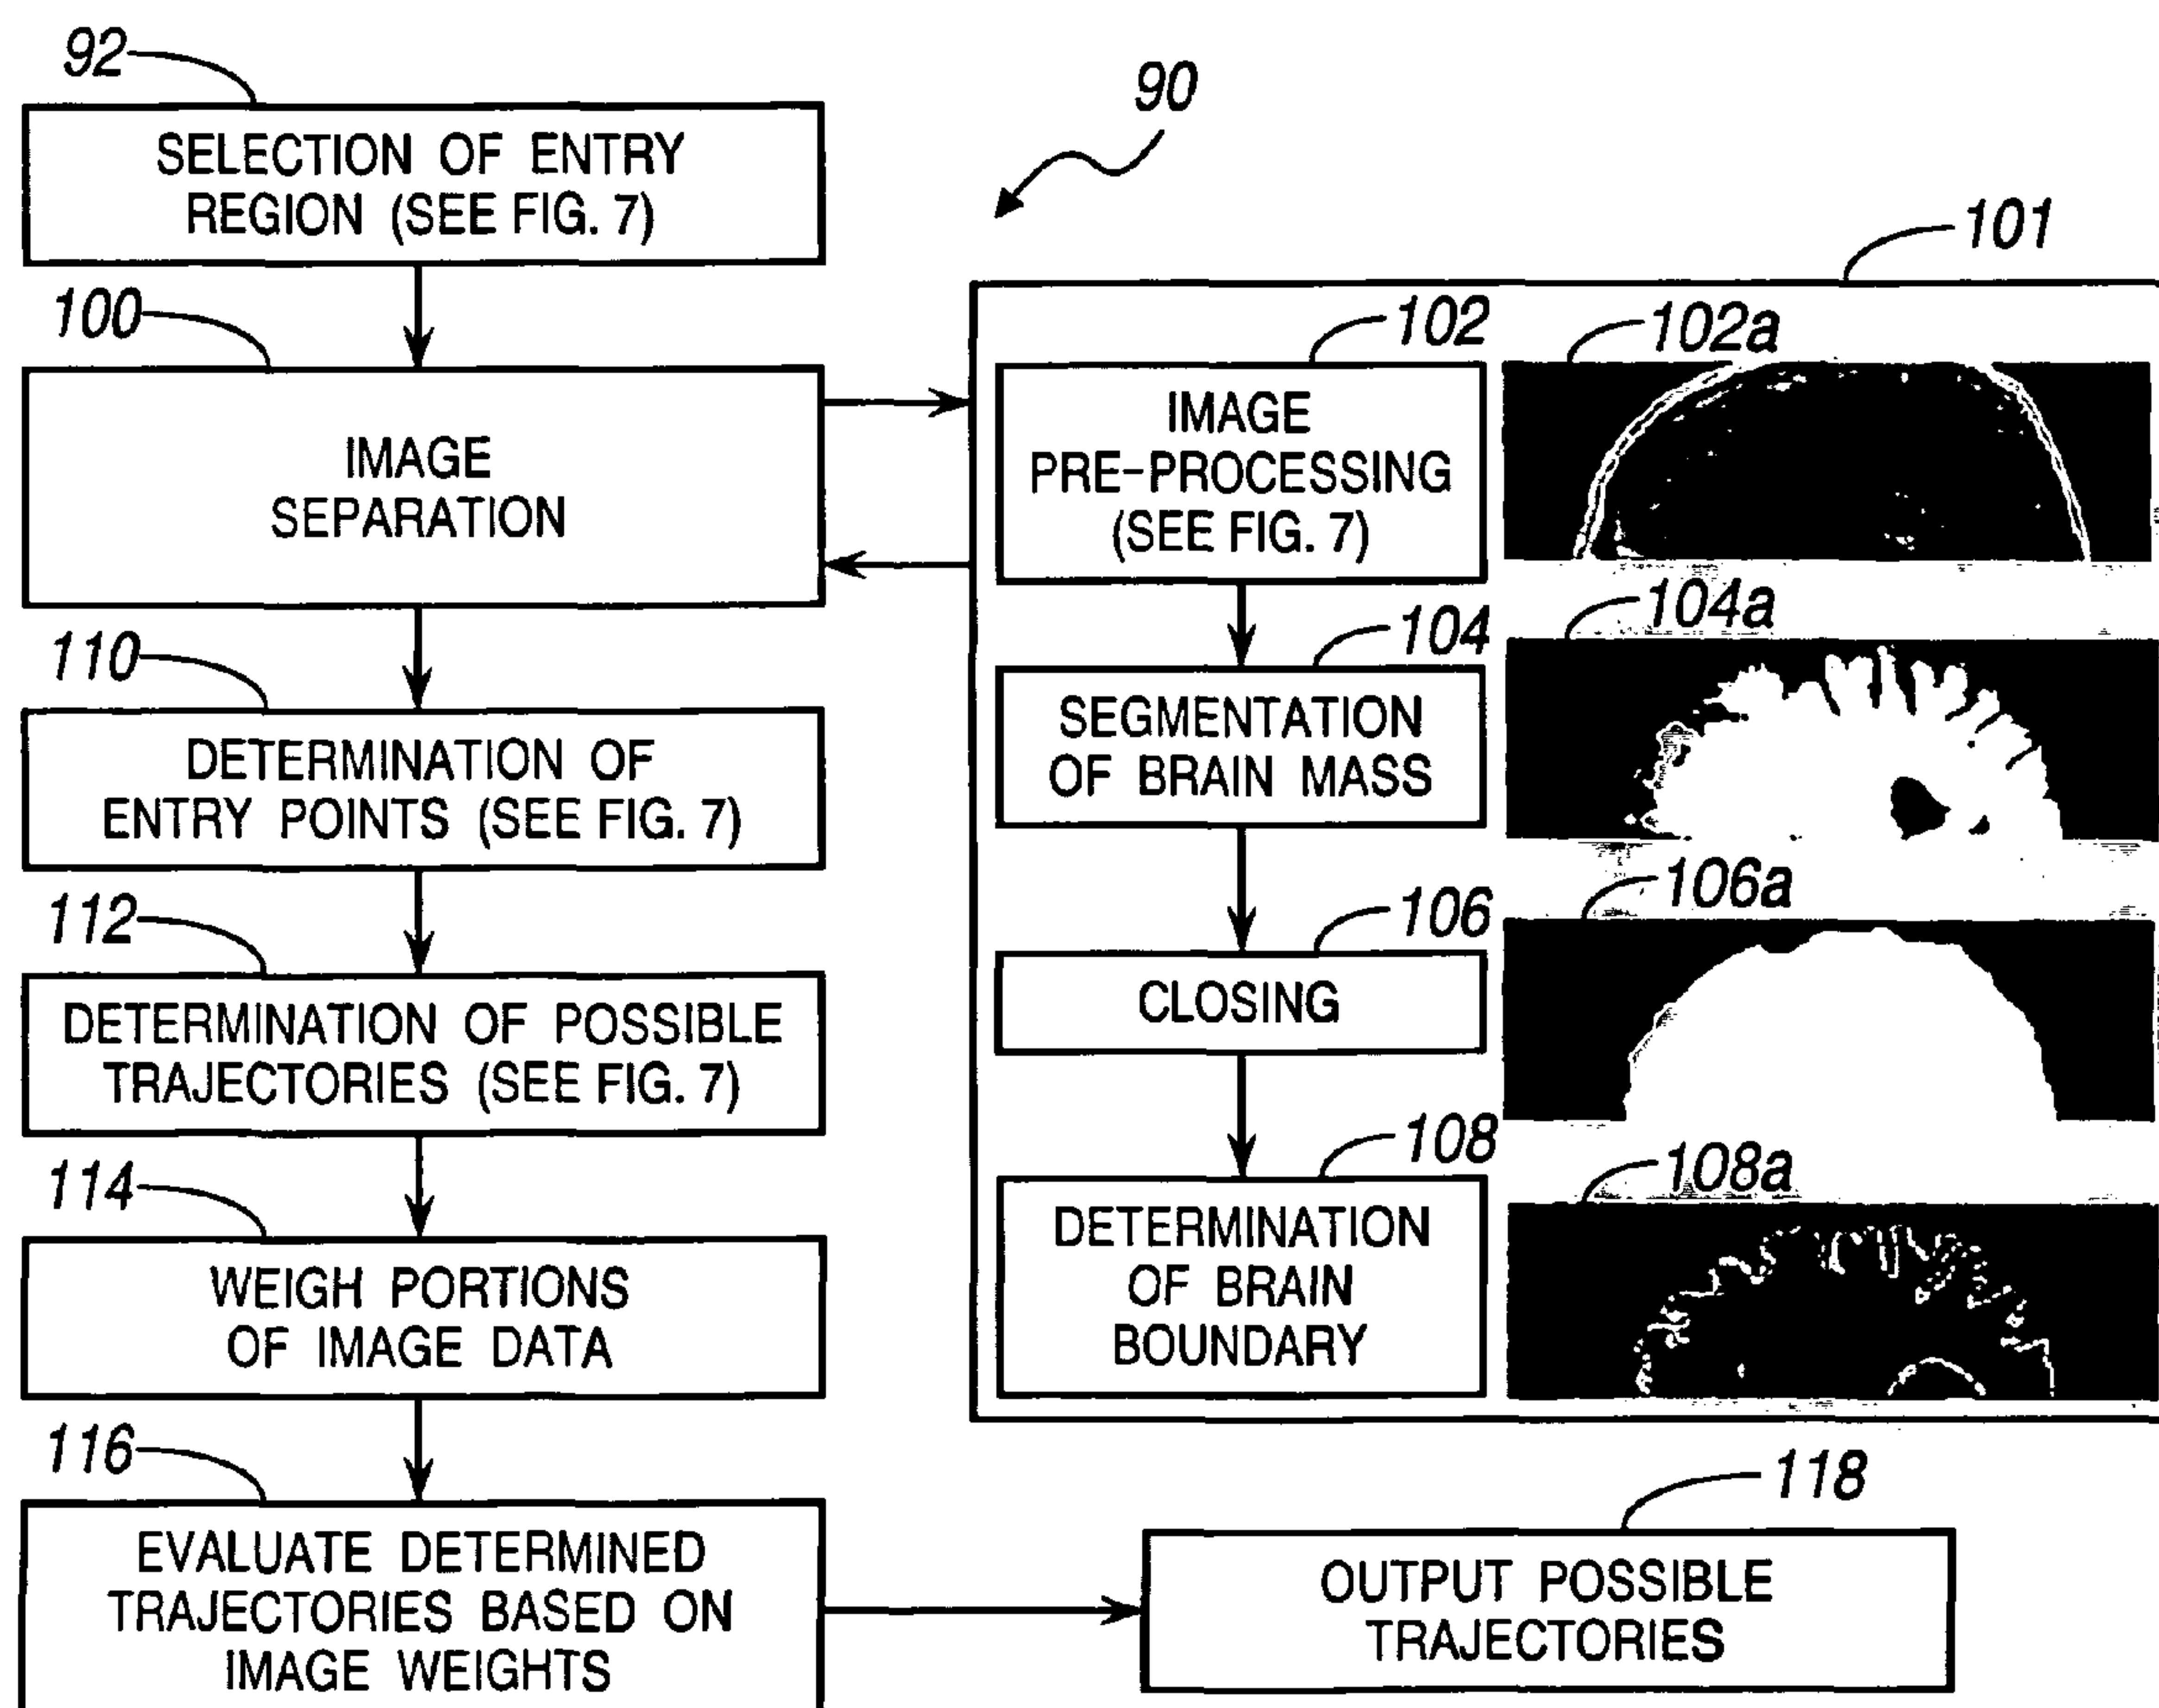 92
SELECTION OF ENTRY
REGION (SEE FIG. 7)
90
100
IMAGE
SEPARATION
101
102
IMAGE
PRE-PROCESSING
(SEE FIG. 7)
102a
104
SEGMENTATION
OF BRAIN MASS
104a
106
CLOSING
106a
108
DETERMINATION
OF BRAIN
BOUNDARY
108a
110
DETERMINATION OF
ENTRY POINTS (SEE FIG. 7)
112
DETERMINATION OF POSSIBLE
TRAJECTORIES (SEE FIG. 7)
114
WEIGH PORTIONS
OF IMAGE DATA
116
EVALUATE DETERMINED
TRAJECTORIES BASED ON
IMAGE WEIGHTS
118
OUTPUT POSSIBLE
TRAJECTORIES